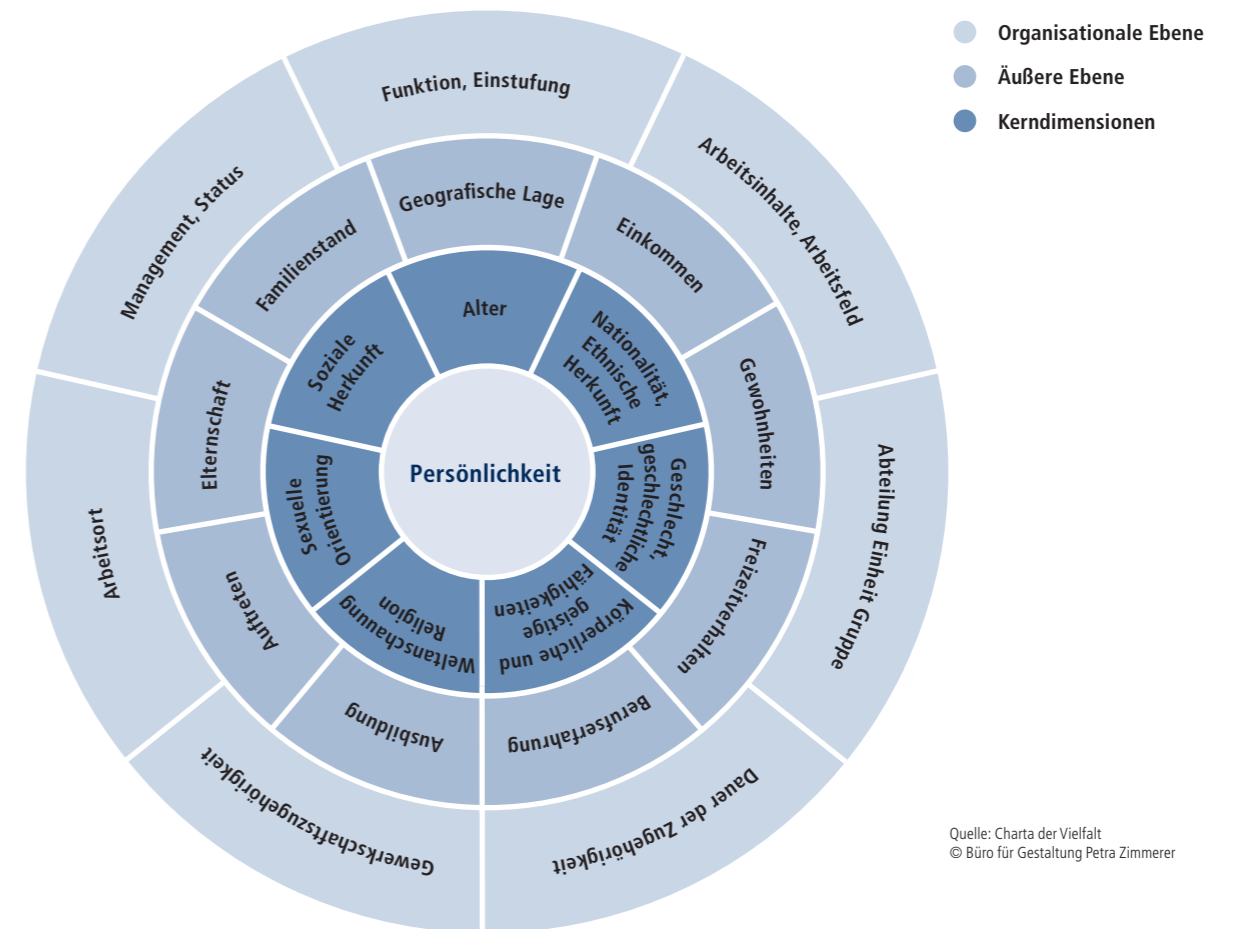 Organisationale Ebene
Äußere Ebene
Kerndimensionen
Funktion, Einstufung
Arbeitsinhalte, Arbeitsfeld
Abteilung Einheit Gruppe
Dauer der Zugehörigkeit
Gewerkschaftszugehörigkeit
Arbeitsort
Management, Status
Geografische Lage
Einkommen
Gewohnheiten
Freizeitverhalten
Berufserfahrung
Ausbildung
Auftreten
Elternschaft
Familienstand
Alter
Nationalität,
Ethnische
Herkunft
Geschlecht,
geschlechtliche
Identität
Körperliche und
geistige
Fähigkeiten
Religion
Weltanschauung
Sexuelle
Orientierung
Soziale
Herkunft
Persönlichkeit
Quelle: Charta der Vielfalt
© Büro für Gestaltung Petra Zimmerer